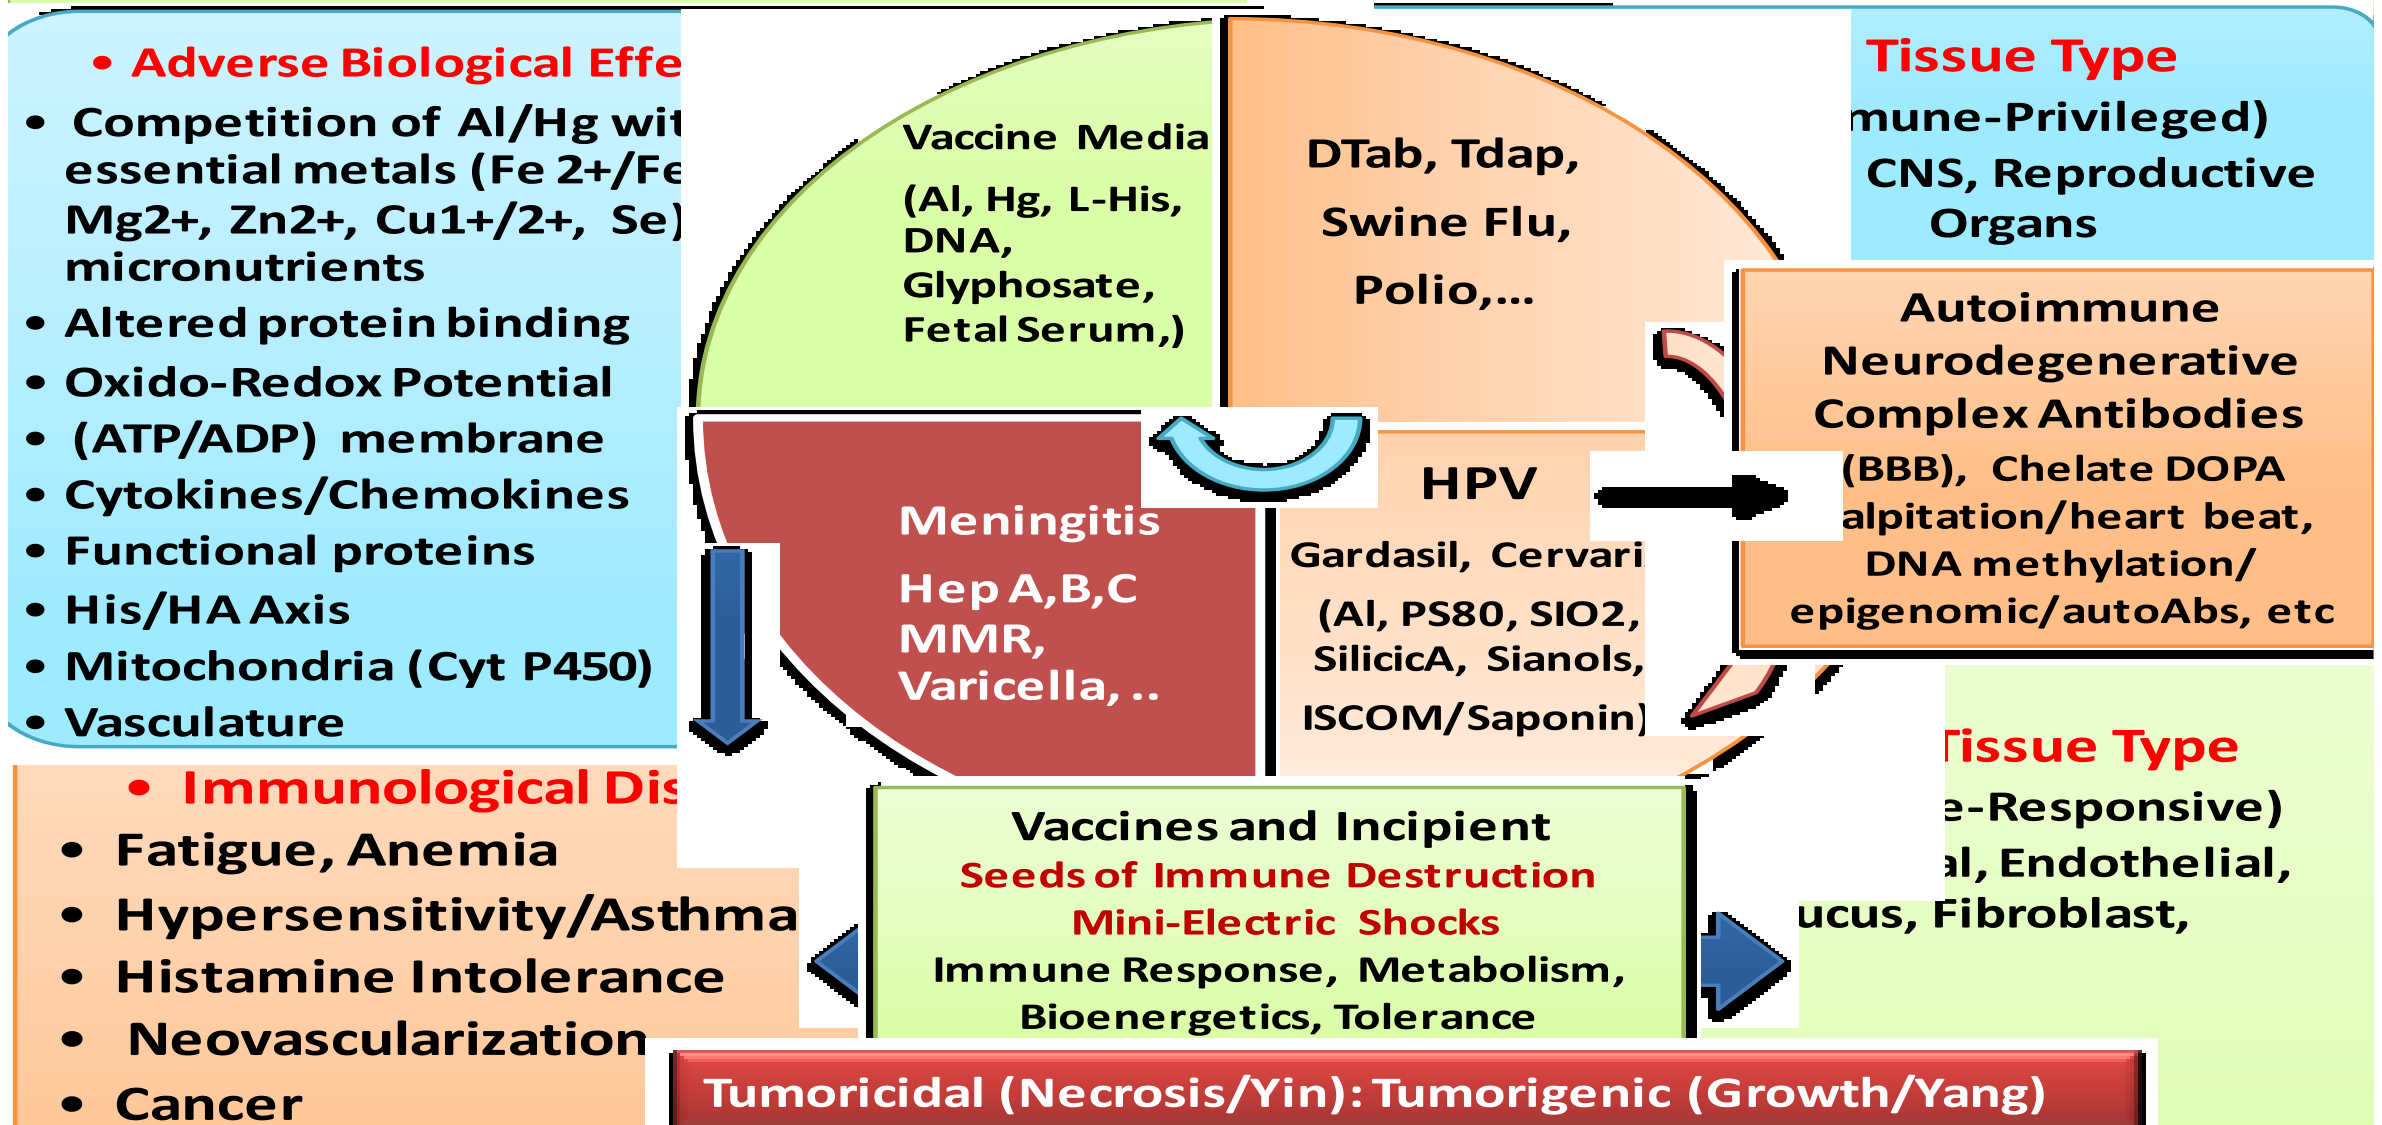 • Adverse Biological Effe
• Competition of Al/Hg wit
essential metals (Fe 2+/Fe
Mg2+, Zn2+, Cu1+/2+, Se)
micronutrients
• Altered protein binding
• Oxido-Redox Potential
• (ATP/ADP) membrane
• Cytokines/Chemokines
• Functional proteins
• His/HA Axis
• Mitochondria (Cyt P450)
• Vasculature
• Immunological Dis
• Fatigue, Anemia
• Hypersensitivity/Asthma
• Histamine Intolerance
• Neovascularization
• Cancer
Vaccine Media
(Al, Hg, L-His,
DNA,
Glyphosate,
Fetal Serum,)
DTab, Tdap,
Swine Flu,
Polio,...
Meningitis
Hep A,B,C
MMR,
Varicella, ..
HPV
Gardasil, Cervari
(Al, PS80, SIO2,
SilicicA, Sianols,
ISCOM/Saponin)
Tissue Type
mune-Privileged)
CNS, Reproductive
Organs
Autoimmune
Neurodegenerative
Complex Antibodies
(BBB), Chelate DOPA
alpitation/heart beat,
DNA methylation/
epigenomic/autoAbs, etc
Tissue Type
e-Responsive)
al, Endothelial,
ucus, Fibroblast,
Vaccines and Incipient
Seeds of Immune Destruction
Mini-Electric Shocks
Immune Response, Metabolism,
Bioenergetics, Tolerance
Tumoricidal (Necrosis/Yin): Tumorigenic (Growth/Yang)